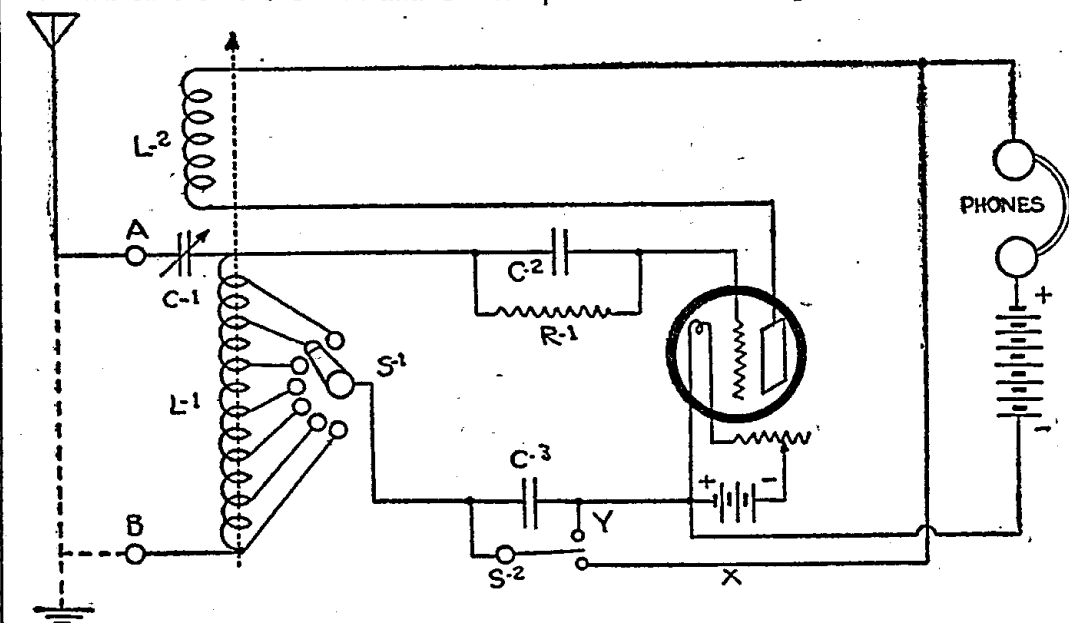 L-2
PHONES
A
C-1
C-2
R-1
+
S-1
L-1
-
C-3
+ -
B
Y
S-2
X